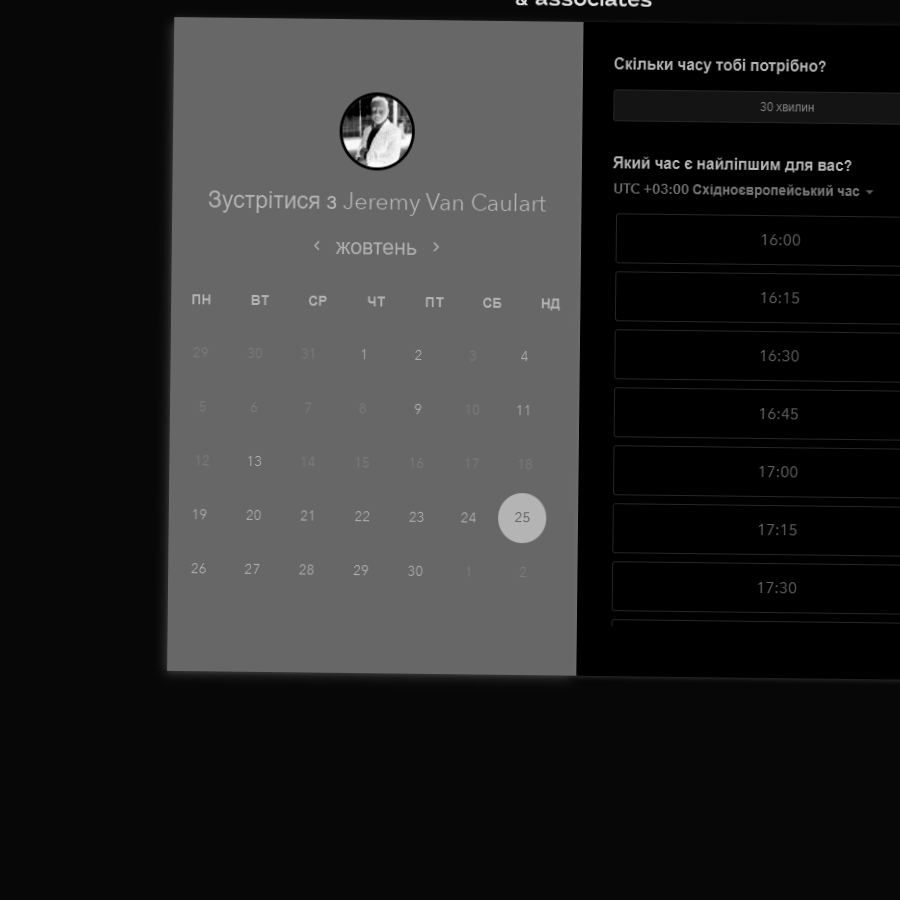 & associates
Зустрітися з Jeremy Van Caulart
жовтень
ПН ВТ СР ЧТ ПТ СБ НД
29 30 31 1 2 3 4
5 6 7 8 9 10 11
12 13 14 15 16 17 18
19 20 21 22 23 24 25
26 27 28 29 30 1 2
Скільки часу тобі потрібно?
30 хвилин
Який час є найліпшим для вас?
UTC +03:00 Східноєвропейський час
16:00
16:15
16:30
16:45
17:00
17:15
17:30